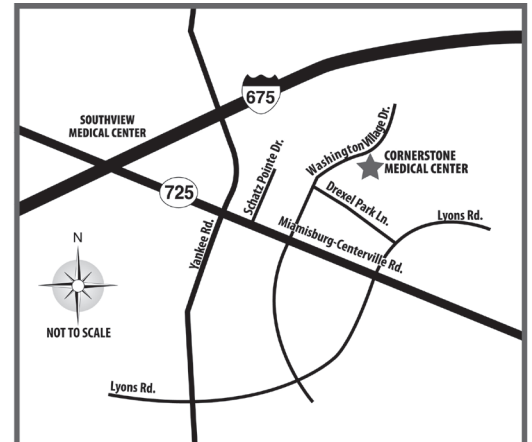 675
SOUTHVIEW
MEDICAL CENTER
Washington Village Dr.
CORNERSTONE
MEDICAL CENTER
Schatz Pointe Dr.
725
Drexel Park Ln.
Lyons Rd.
Yankee Rd.
Miamisburg-Centerville Rd.
N
NOT TO SCALE
Lyons Rd.